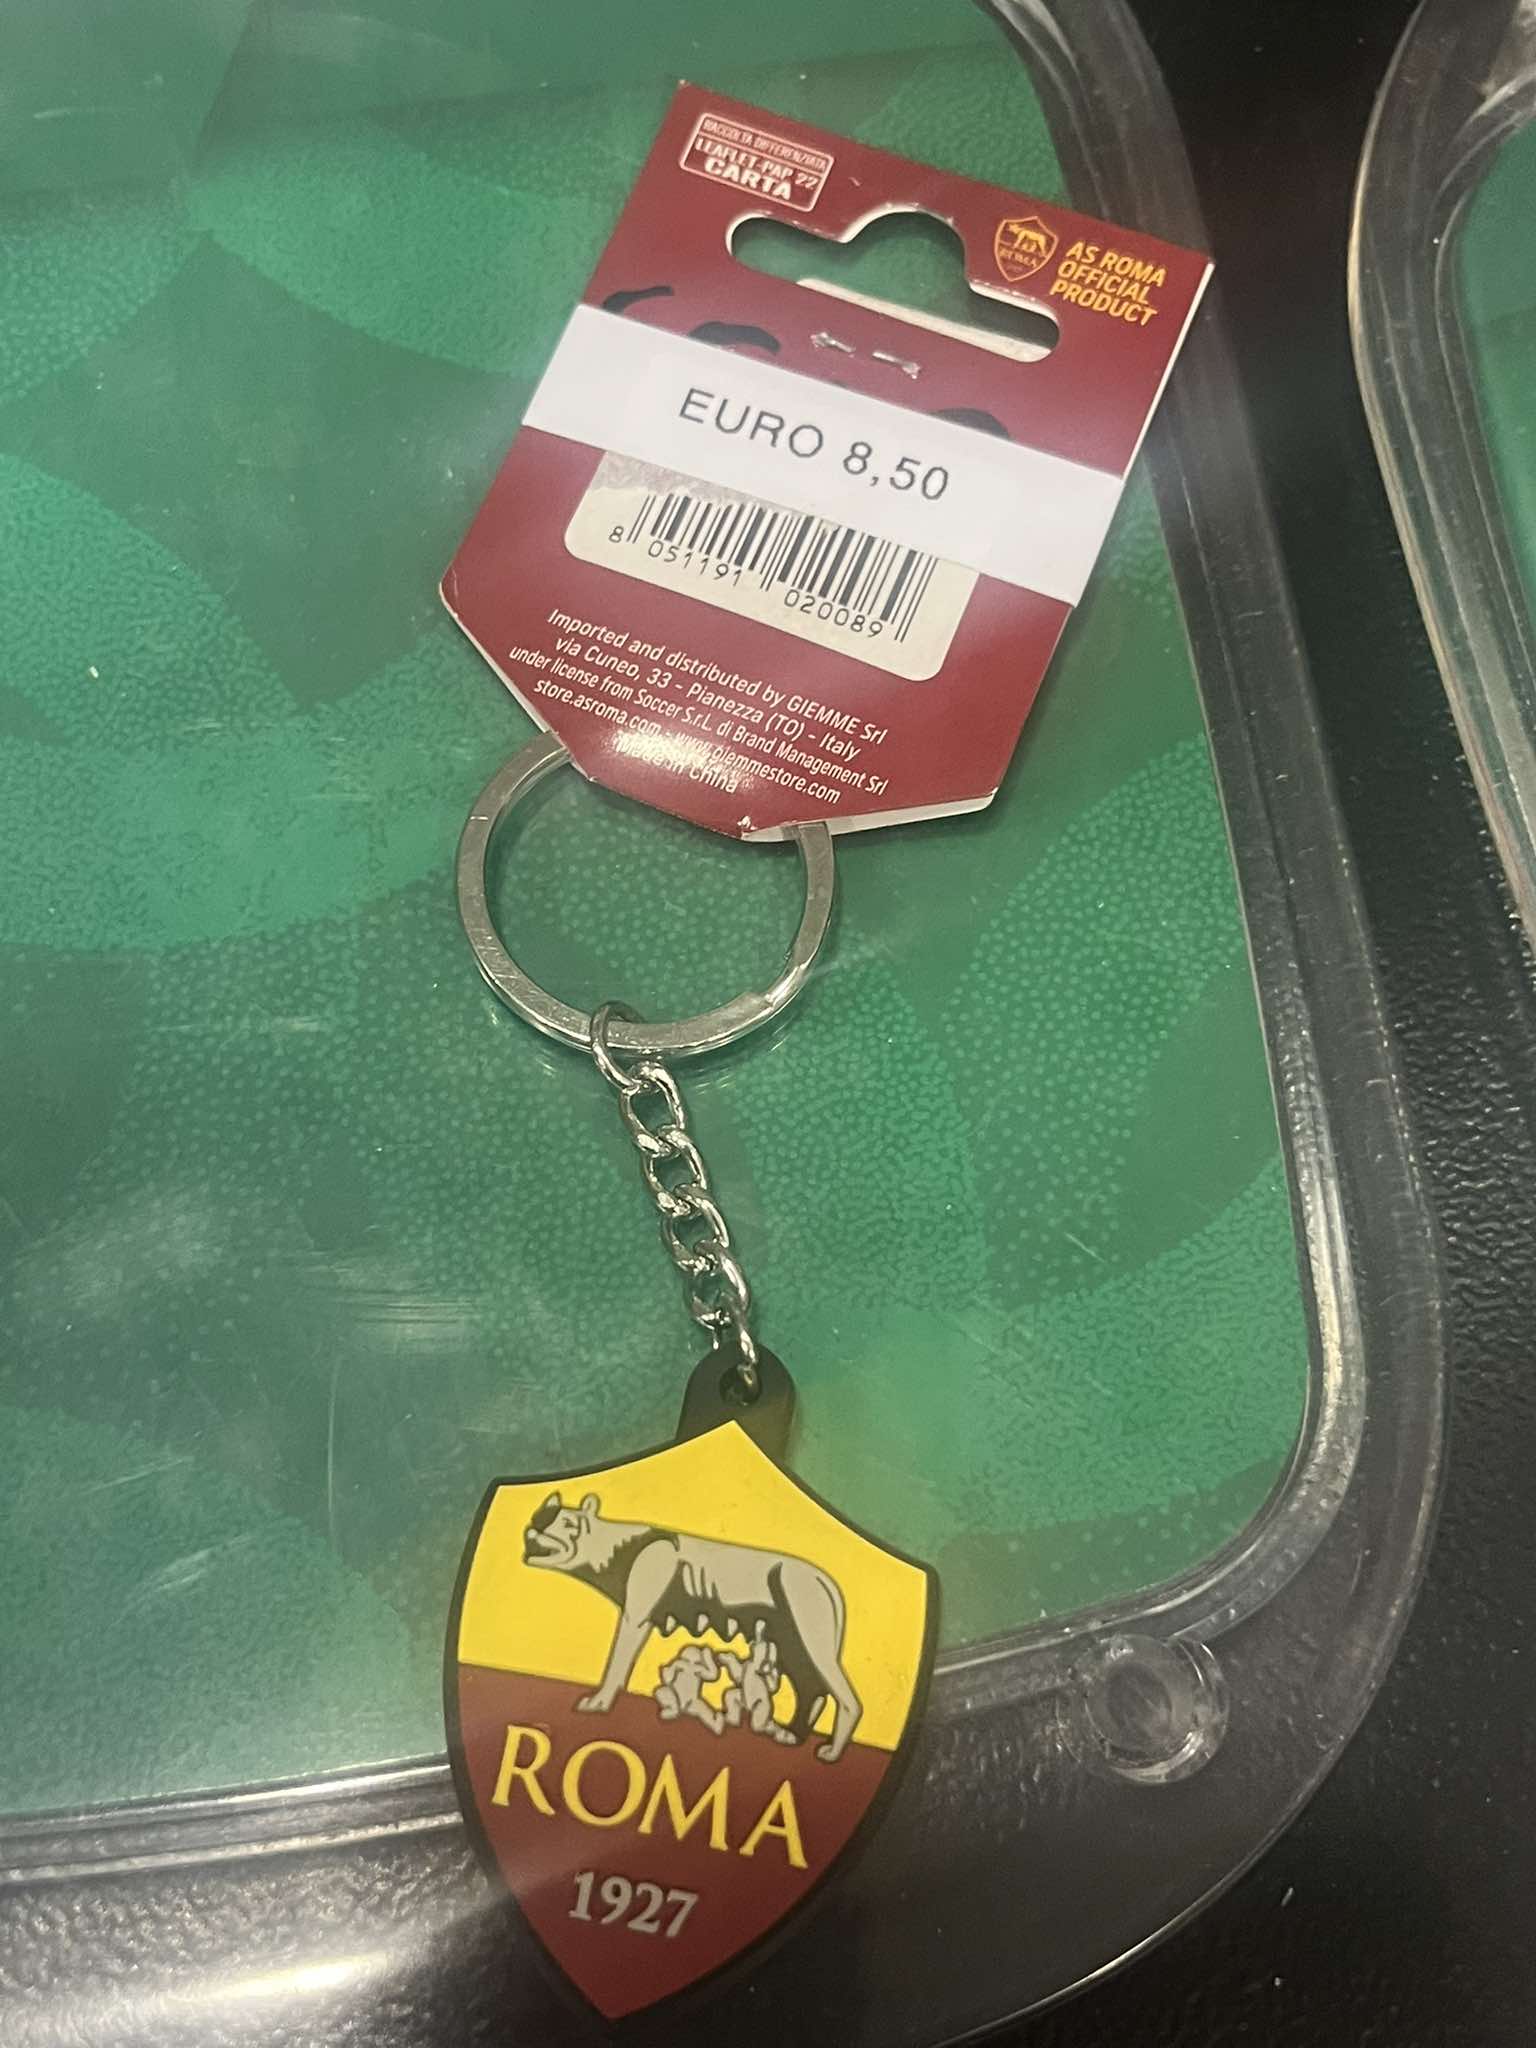 RACCOLTA DIFFERENZIATA
LEAFLET-PAP 22
CARTA
ROMA
AS ROMA
OFFICIAL
PRODUCT
EURO 8,50
8 051191 020089
Imported and distributed by GIEMME Srl
via Cuneo, 33 - Pianezza (TO) - Italy
under license from Soccer S.r.L. di Brand Management Srl
store.asroma.com - www.giemmestore.com
Made in China
ROMA
1927